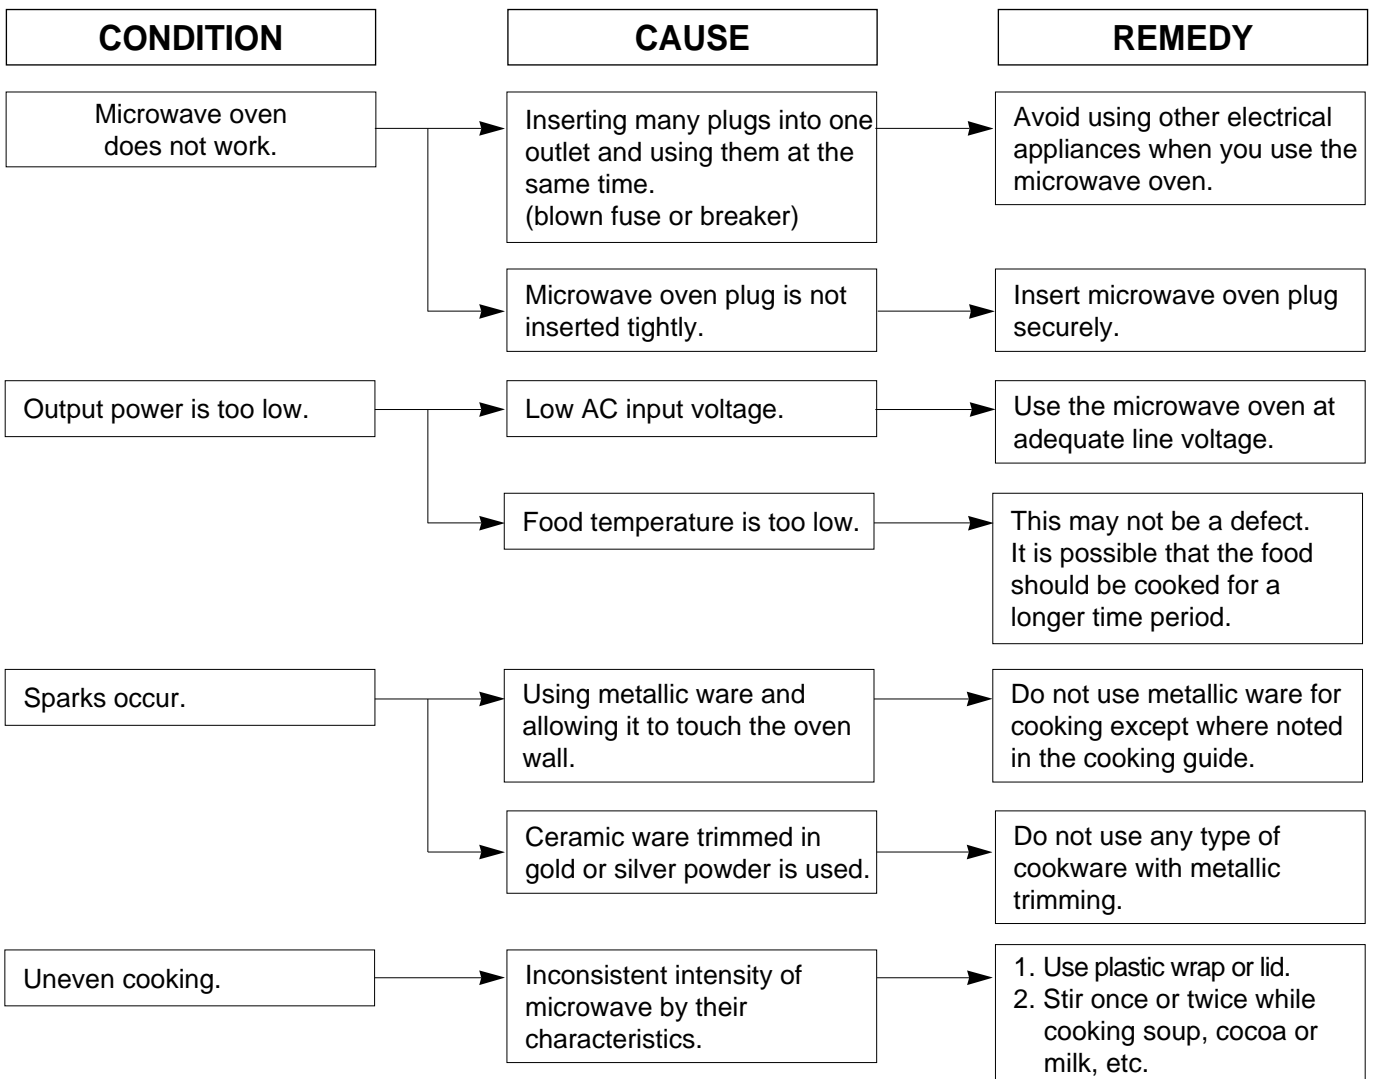 CONDITION
CAUSE
REMEDY
Microwave oven
does not work.
Inserting many plugs into one
outlet and using them at the
same time.
(blown fuse or breaker)
Avoid using other electrical
appliances when you use the
microwave oven.
Microwave oven plug is not
inserted tightly.
Insert microwave oven plug
securely.
Output power is too low.
Low AC input voltage.
Use the microwave oven at
adequate line voltage.
Food temperature is too low.
This may not be a defect.
It is possible that the food
should be cooked for a
longer time period.
Sparks occur.
Using metallic ware and
allowing it to touch the oven
wall.
Do not use metallic ware for
cooking except where noted
in the cooking guide.
Ceramic ware trimmed in
gold or silver powder is used.
Do not use any type of
cookware with metallic
trimming.
Uneven cooking.
Inconsistent intensity of
microwave by their
characteristics.
1. Use plastic wrap or lid.
2. Stir once or twice while
cooking soup, cocoa or
milk, etc.